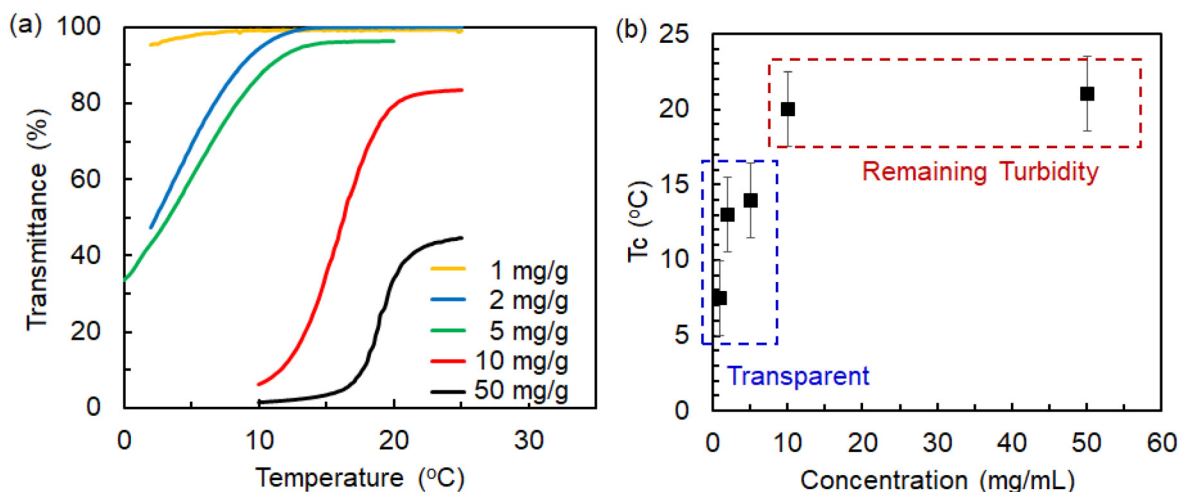 (a)
100
80
60
40
20
0
Transmittance (%)
1 mg/g
2 mg/g
5 mg/g
10 mg/g
50 mg/g
0 10 20 30
Temperature (°C)
(b)
25
20
15
10
5
0
Tc (°C)
Remaining Turbidity
Transparent
0 10 20 30 40 50 60
Concentration (mg/mL)